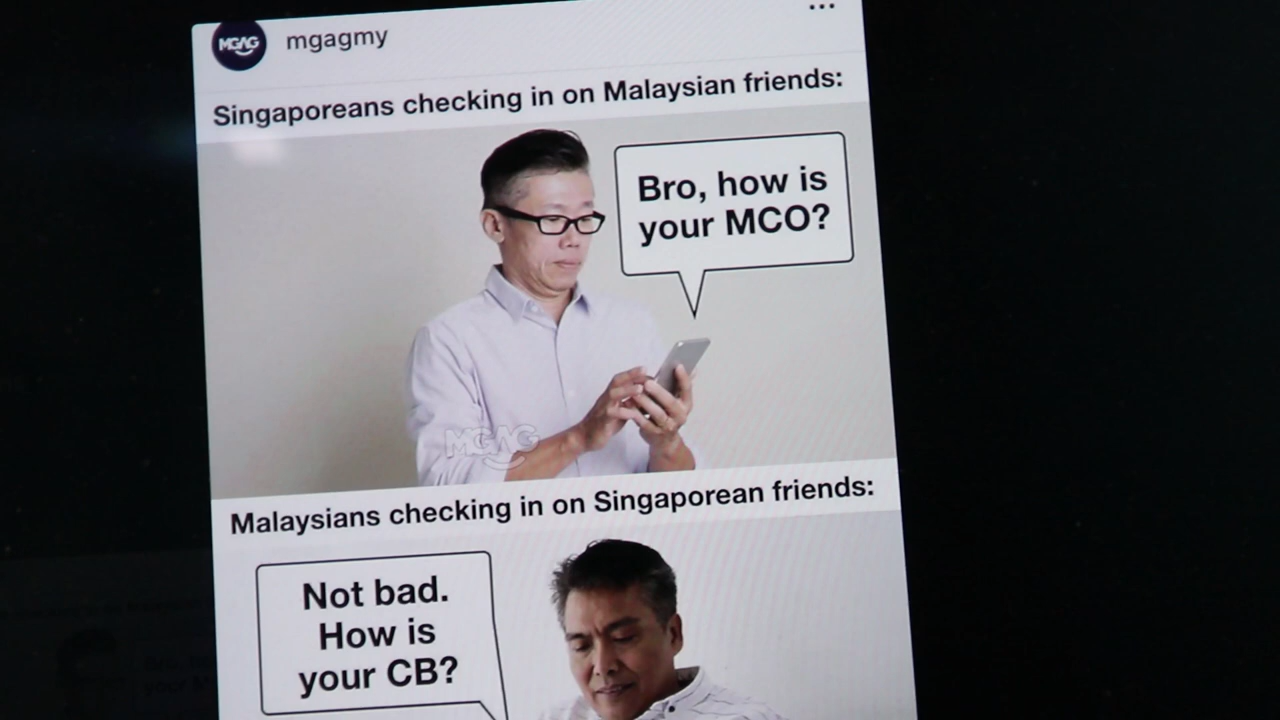 MGAG
mgagmy
...
Singaporeans checking in on Malaysian friends:
Bro, how is
your MCO?
MGAG
Malaysians checking in on Singaporean friends:
Not bad.
How is
your CB?